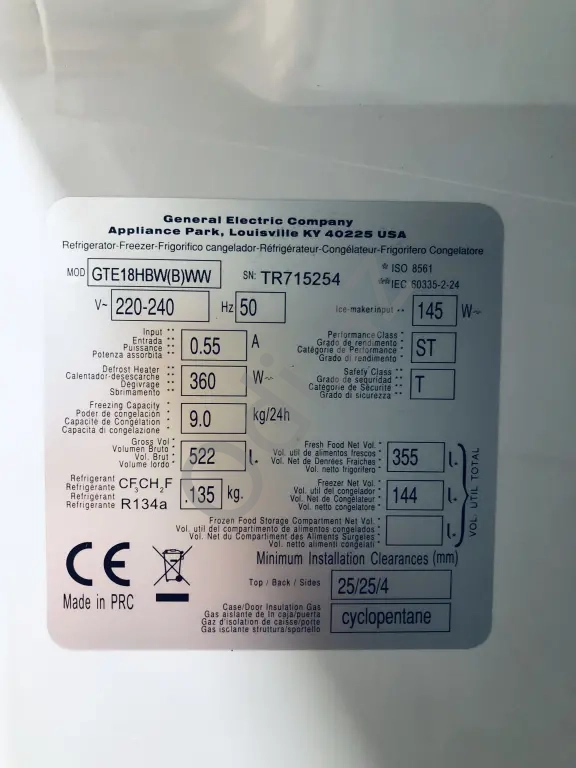 General Electric Company
Appliance Park, Louisville KY 40225 USA
Refrigerator-Freezer-Frigorifico cangelador-Réfrigérateur-Congélateur-Frigorifero Congelatore
MOD GTE18HBW(B)WW SN: TR715254 * ISO 8561
**IEC 60335-2-24
V~ 220-240 Hz 50 Ice-maker input 145 W~
Input
Entrada
Puissance
Potenza assorbita
0.55 A
Performance Class
Grado de rendimento
Catégorie de Performance
Grado di rendimento
ST
Defrost Heater
Calentador-desescarche
Dégivrage
Sbrimamento
360 W~
Safety Class
Grado de seguridad
Catégorie de Sécurité
Grado di sicurezza
T
Freezing Capacity
Poder de congelación
Capacité de Congélation
Capacita di congelazione
9.0 kg/24h
Gross Vol
Volumen Bruto
Vol. Brut
Volume lordo
522 l.
Fresh Food Net Vol.
Vol. util de alimentos frescos
Vol. Net de Denrées Fraiches
Vol. netto frigorifero
355 l.
Refrigerant
Refrigérante
Refrigerant
Refrigerante
CF3CH2F
R134a
.135 kg.
Freezer Net Vol.
Vol. util del congelador
Vol. Net de Congélateur
Vol. netto congelatore
144 l.
Frozen Food Storage Compartment Net Vol.
Vol. util del compartimento de alimentos congelados
Vol. Net du Compartment des Aliments Surgeles
Vol. netto alimenti congelati
l.
VOL. UTIL TOTAL
CE
Made in PRC
Minimum Installation Clearances (mm)
Top / Back / Sides 25/25/4
Case/Door Insulation Gas
Gas aislante de ln caja/puerta
Gaz d'isolation de caisse/porte
Gas isclante struttura/sportello
cyclopentane